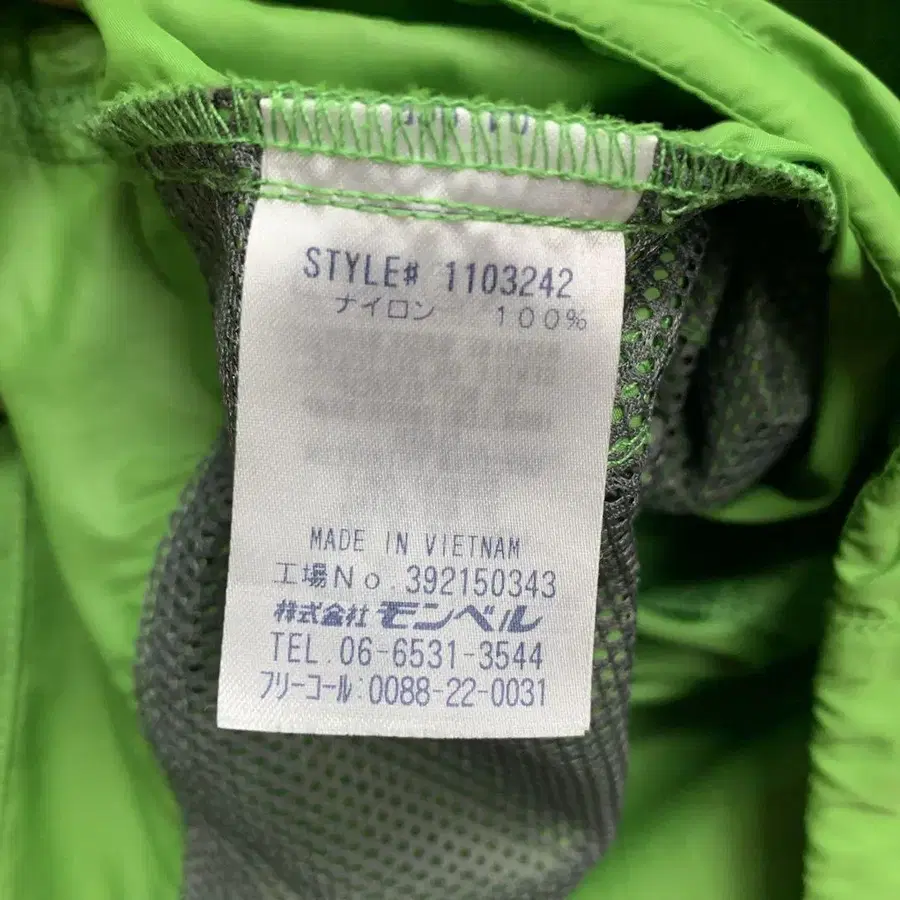 STYLE# 1103242
ナイロン 100%
MADE IN VIETNAM
工場No.392150343
株式会社 モンベル
TEL.06-6531-3544
フリーコール:0088-22-0031